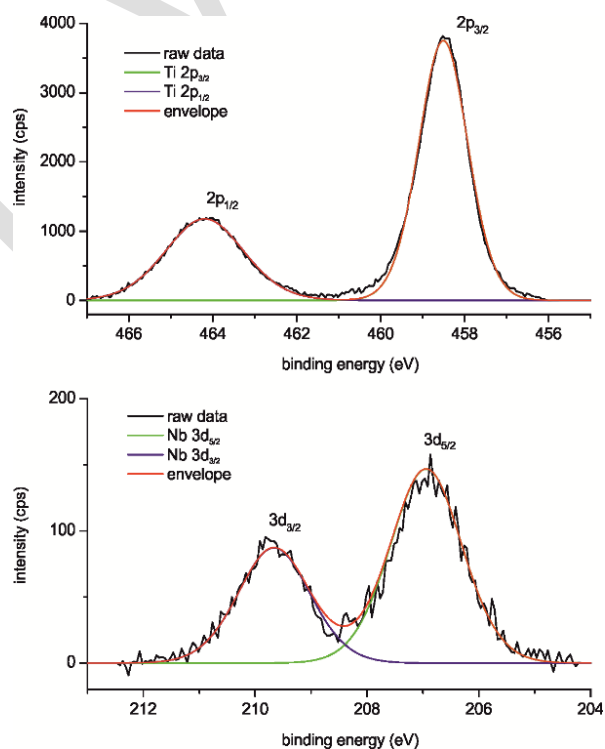 4000
3000
2000
1000
0
intensity (cps)
raw data
Ti 2p3/2
Ti 2p1/2
envelope
2p1/2
2p3/2
466 464 462 460 458 456
binding energy (eV)
200
100
0
intensity (cps)
raw data
Nb 3d5/2
Nb 3d3/2
envelope
3d3/2
3d5/2
212 210 208 206 204
binding energy (eV)